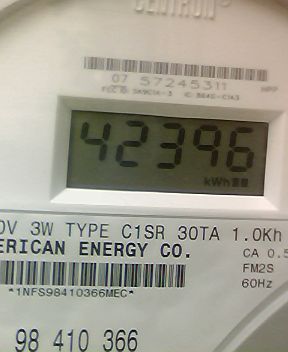 CENTRON®
07 57245311
42396
kWh
0V 3W TYPE C1SR 30TA 1.0Kh
ERICAN ENERGY CO.
CA 0.5
FM2S
60Hz
*1NFS98410366MEC*
98 410 366